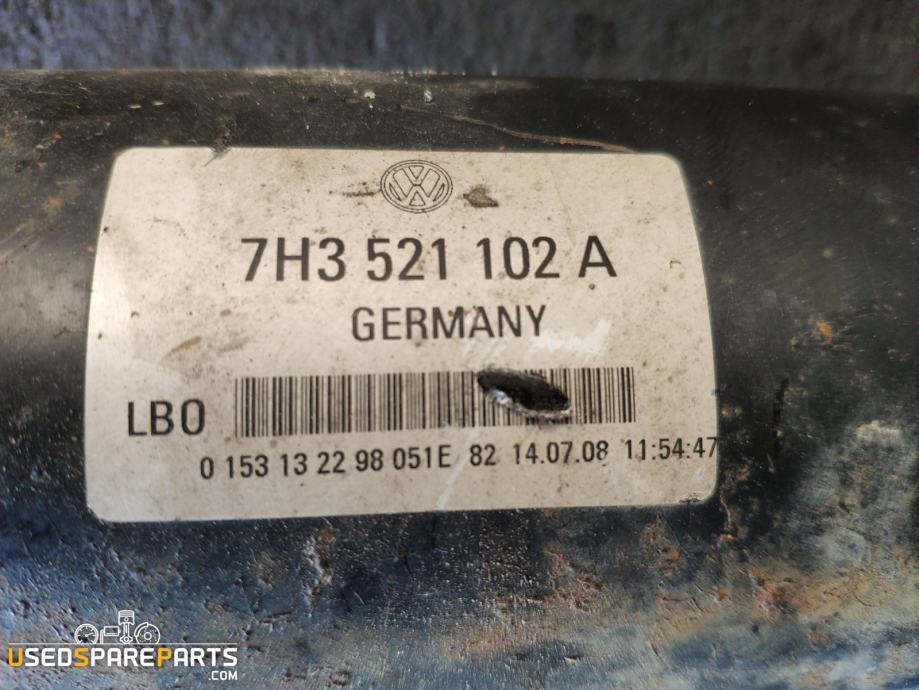 7H3 521 102 A
GERMANY
LB0
0 153 13 22 98 051E 82 14.07.08 11:54:47
USEDSPAREPARTS
.COM